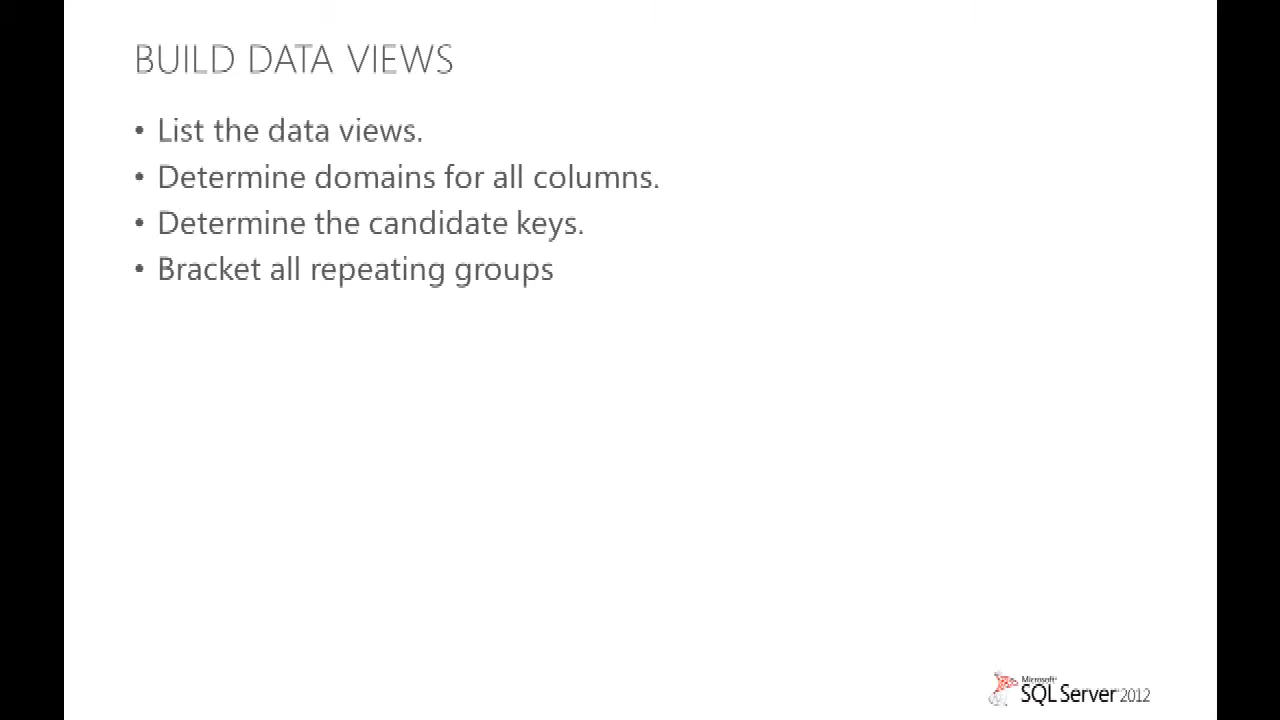 BUILD DATA VIEWS
• List the data views.
• Determine domains for all columns.
• Determine the candidate keys.
• Bracket all repeating groups
Microsoft
SQL Server 2012